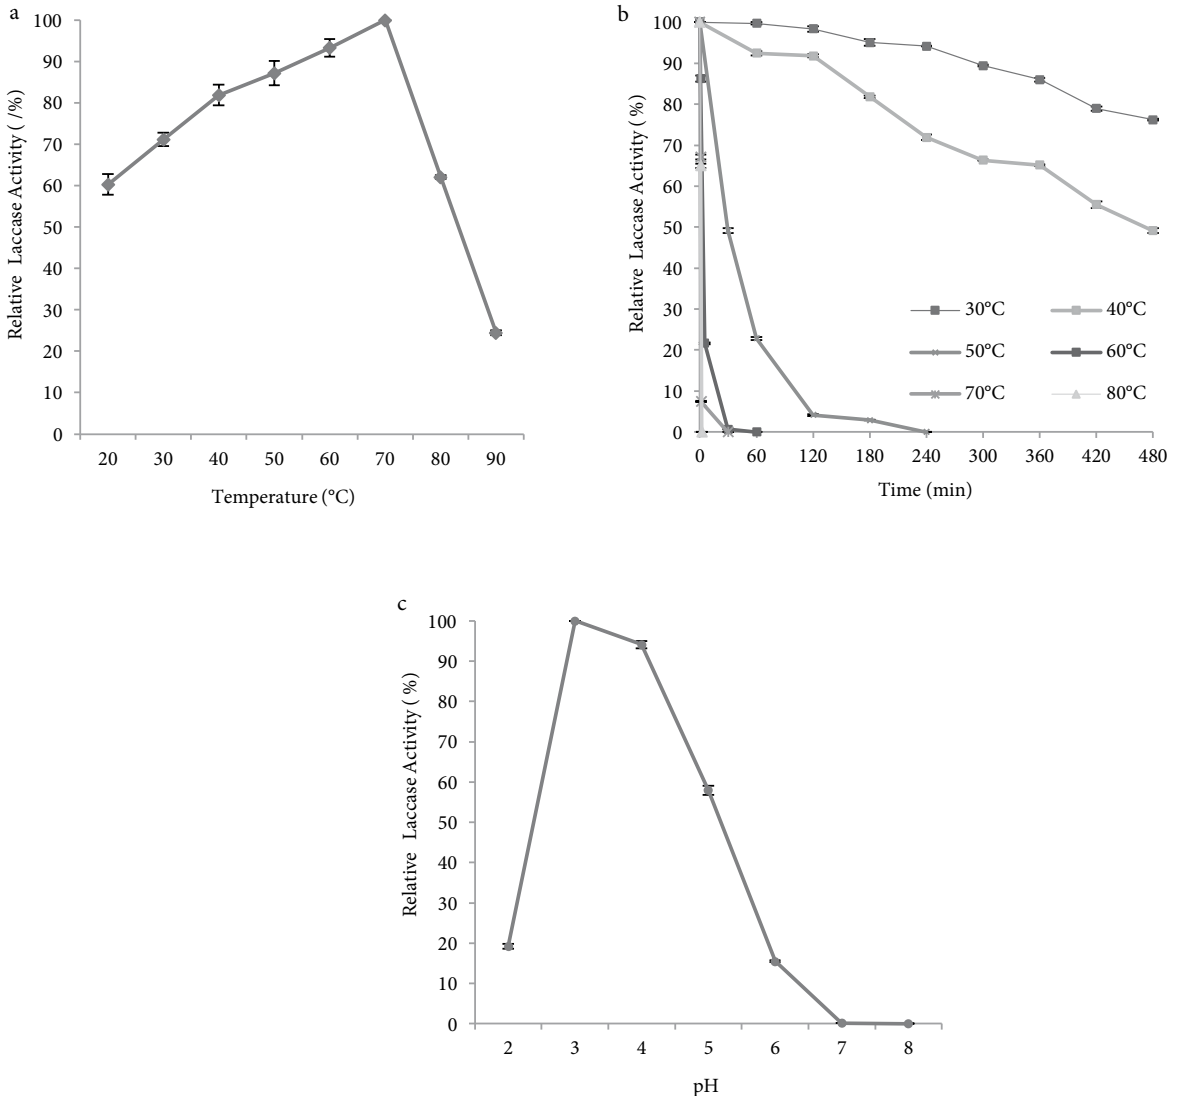 a
Relative Laccase Activity ( /%)
100
90
80
70
60
50
40
30
20
10
0
20 30 40 50 60 70 80 90
Temperature (°C)
b
Relative Laccase Activity ( %)
100
90
80
70
60
50
40
30
20
10
0
30°C 40°C
50°C 60°C
70°C 80°C
0 60 120 180 240 300 360 420 480
Time (min)
c
Relative Laccase Activity ( %)
100
90
80
70
60
50
40
30
20
10
0
2 3 4 5 6 7 8
pH